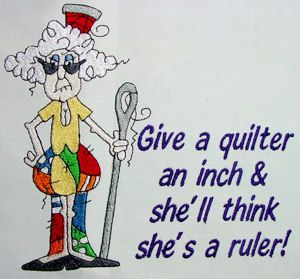 Give a quilter
an inch &
she'll think
she's a ruler!